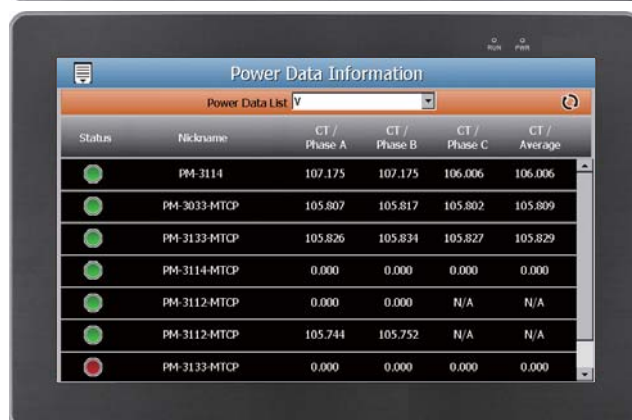 RUN PWR
Power Data Information
Power Data List V
Status Nickname CT / Phase A CT / Phase B CT / Phase C CT / Average
PM-3114 107.175 107.175 106.006 106.006
PM-3033-MTCP 105.807 105.817 105.802 105.809
PM-3133-MTCP 105.826 105.834 105.827 105.829
PM-3114-MTCP 0.000 0.000 0.000 0.000
PM-3112-MTCP 0.000 0.000 N/A N/A
PM-3112-MTCP 105.744 105.752 N/A N/A
PM-3133-MTCP 0.000 0.000 0.000 0.000